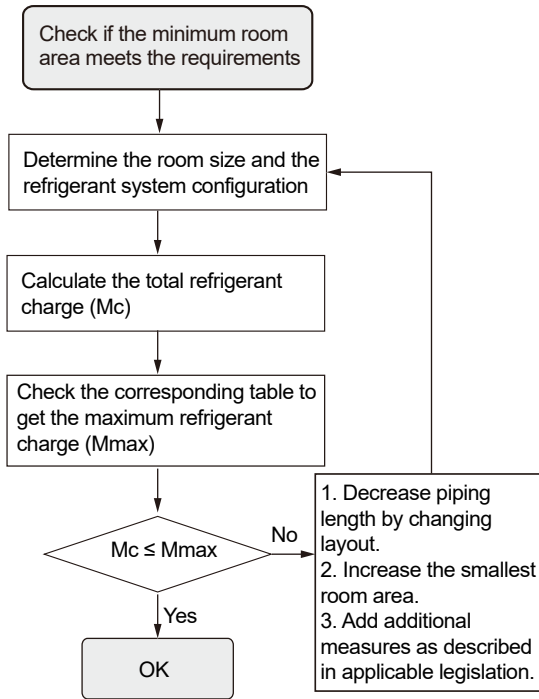 Check if the minimum room
area meets the requirements
Determine the room size and the
refrigerant system configuration
Calculate the total refrigerant
charge (Mc)
Check the corresponding table to
get the maximum refrigerant
charge (Mmax)
Mc ≤ Mmax
No
Yes
OK
1. Decrease piping
length by changing
layout.
2. Increase the smallest
room area.
3. Add additional
measures as described
in applicable legislation.